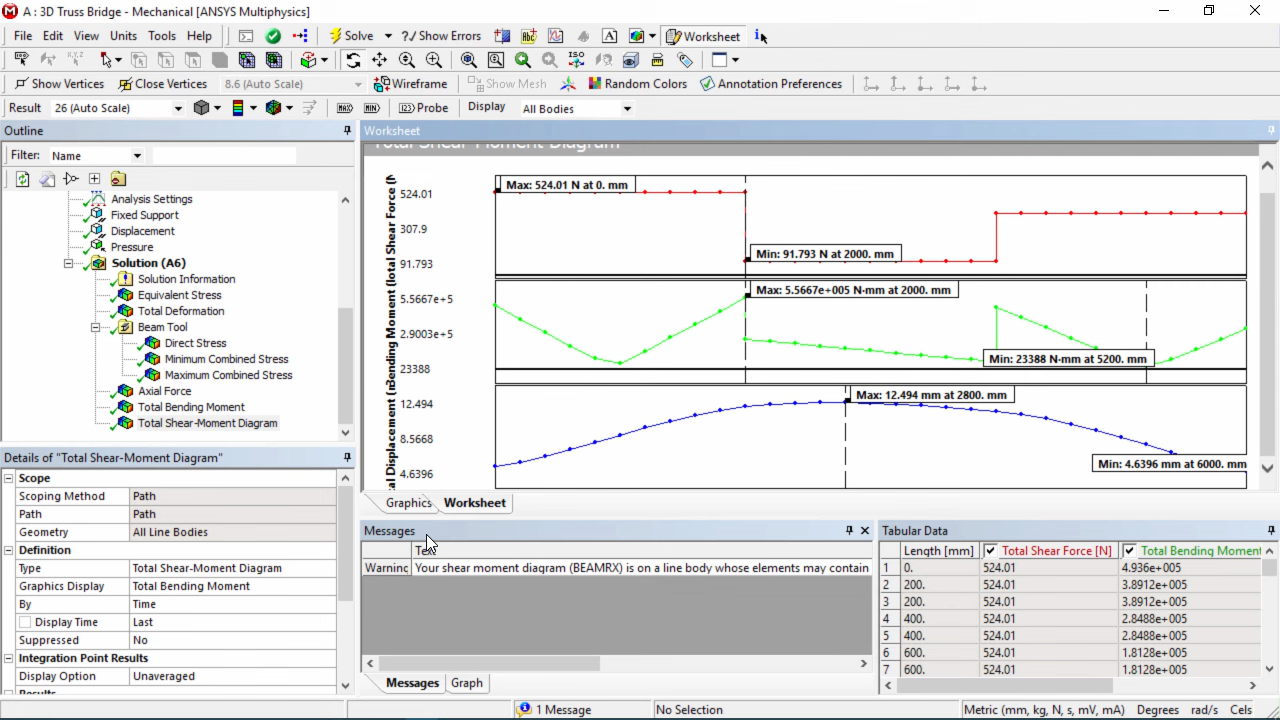 A : 3D Truss Bridge - Mechanical [ANSYS Multiphysics]
File Edit View Units Tools Help Solve ?/ Show Errors Worksheet
Show Vertices Close Vertices 8.6 (Auto Scale) Wireframe Show Mesh Random Colors Annotation Preferences
Result 26 (Auto Scale) MAX MIN 123 Probe Display All Bodies
Outline
Filter: Name
Analysis Settings
Fixed Support
Displacement
Pressure
Solution (A6)
Solution Information
Equivalent Stress
Total Deformation
Beam Tool
Direct Stress
Minimum Combined Stress
Maximum Combined Stress
Axial Force
Total Bending Moment
Total Shear-Moment Diagram
Details of "Total Shear-Moment Diagram"
Scope
Scoping Method Path
Path Path
Geometry All Line Bodies
Definition
Type Total Shear-Moment Diagram
Graphics Display Total Bending Moment
By Time
Display Time Last
Suppressed No
Integration Point Results
Display Option Unaveraged
Results
Worksheet
Total Shear-Moment Diagram
Shear Force (
524.01
307.9
91.793
Max: 524.01 N at 0. mm
Min: 91.793 N at 2000. mm
Bending Moment (
5.5667e+5
2.9003e+5
23388
Max: 5.5667e+005 N·mm at 2000. mm
Min: 23388 N·mm at 5200. mm
Displacement (
12.494
8.5668
4.6396
Max: 12.494 mm at 2800. mm
Min: 4.6396 mm at 6000. mm
Graphics Worksheet
Messages
Warninc Your shear moment diagram (BEAMRX) is on a line body whose elements may contain
Messages Graph
Tabular Data
Length [mm] Total Shear Force [N] Total Bending Moment
1 0. 524.01 4.936e+005
2 200. 524.01 3.8912e+005
3 200. 524.01 3.8912e+005
4 400. 524.01 2.8488e+005
5 400. 524.01 2.8488e+005
6 600. 524.01 1.8128e+005
7 600. 524.01 1.8128e+005
1 Message No Selection Metric (mm, kg, N, s, mV, mA) Degrees rad/s Cels